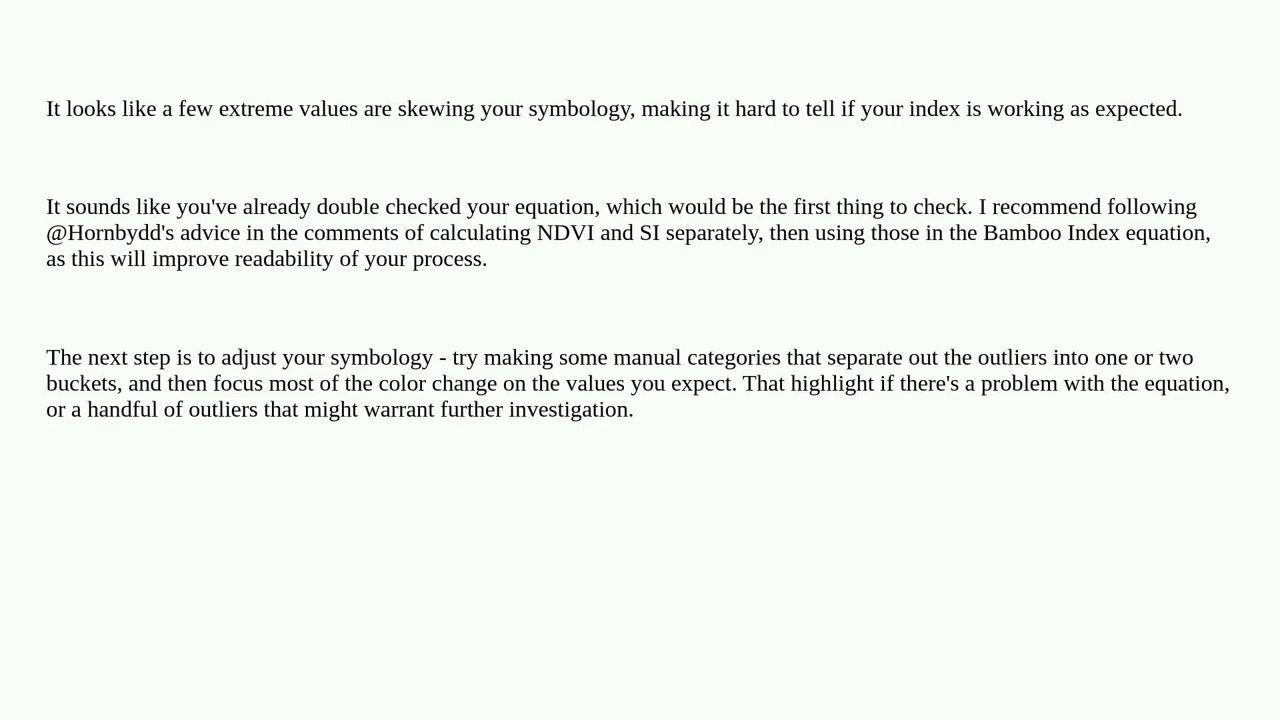 It looks like a few extreme values are skewing your symbology, making it hard to tell if your index is working as expected.
It sounds like you've already double checked your equation, which would be the first thing to check. I recommend following
@Hornbydd's advice in the comments of calculating NDVI and SI separately, then using those in the Bamboo Index equation,
as this will improve readability of your process.
The next step is to adjust your symbology - try making some manual categories that separate out the outliers into one or two
buckets, and then focus most of the color change on the values you expect. That highlight if there's a problem with the equation,
or a handful of outliers that might warrant further investigation.